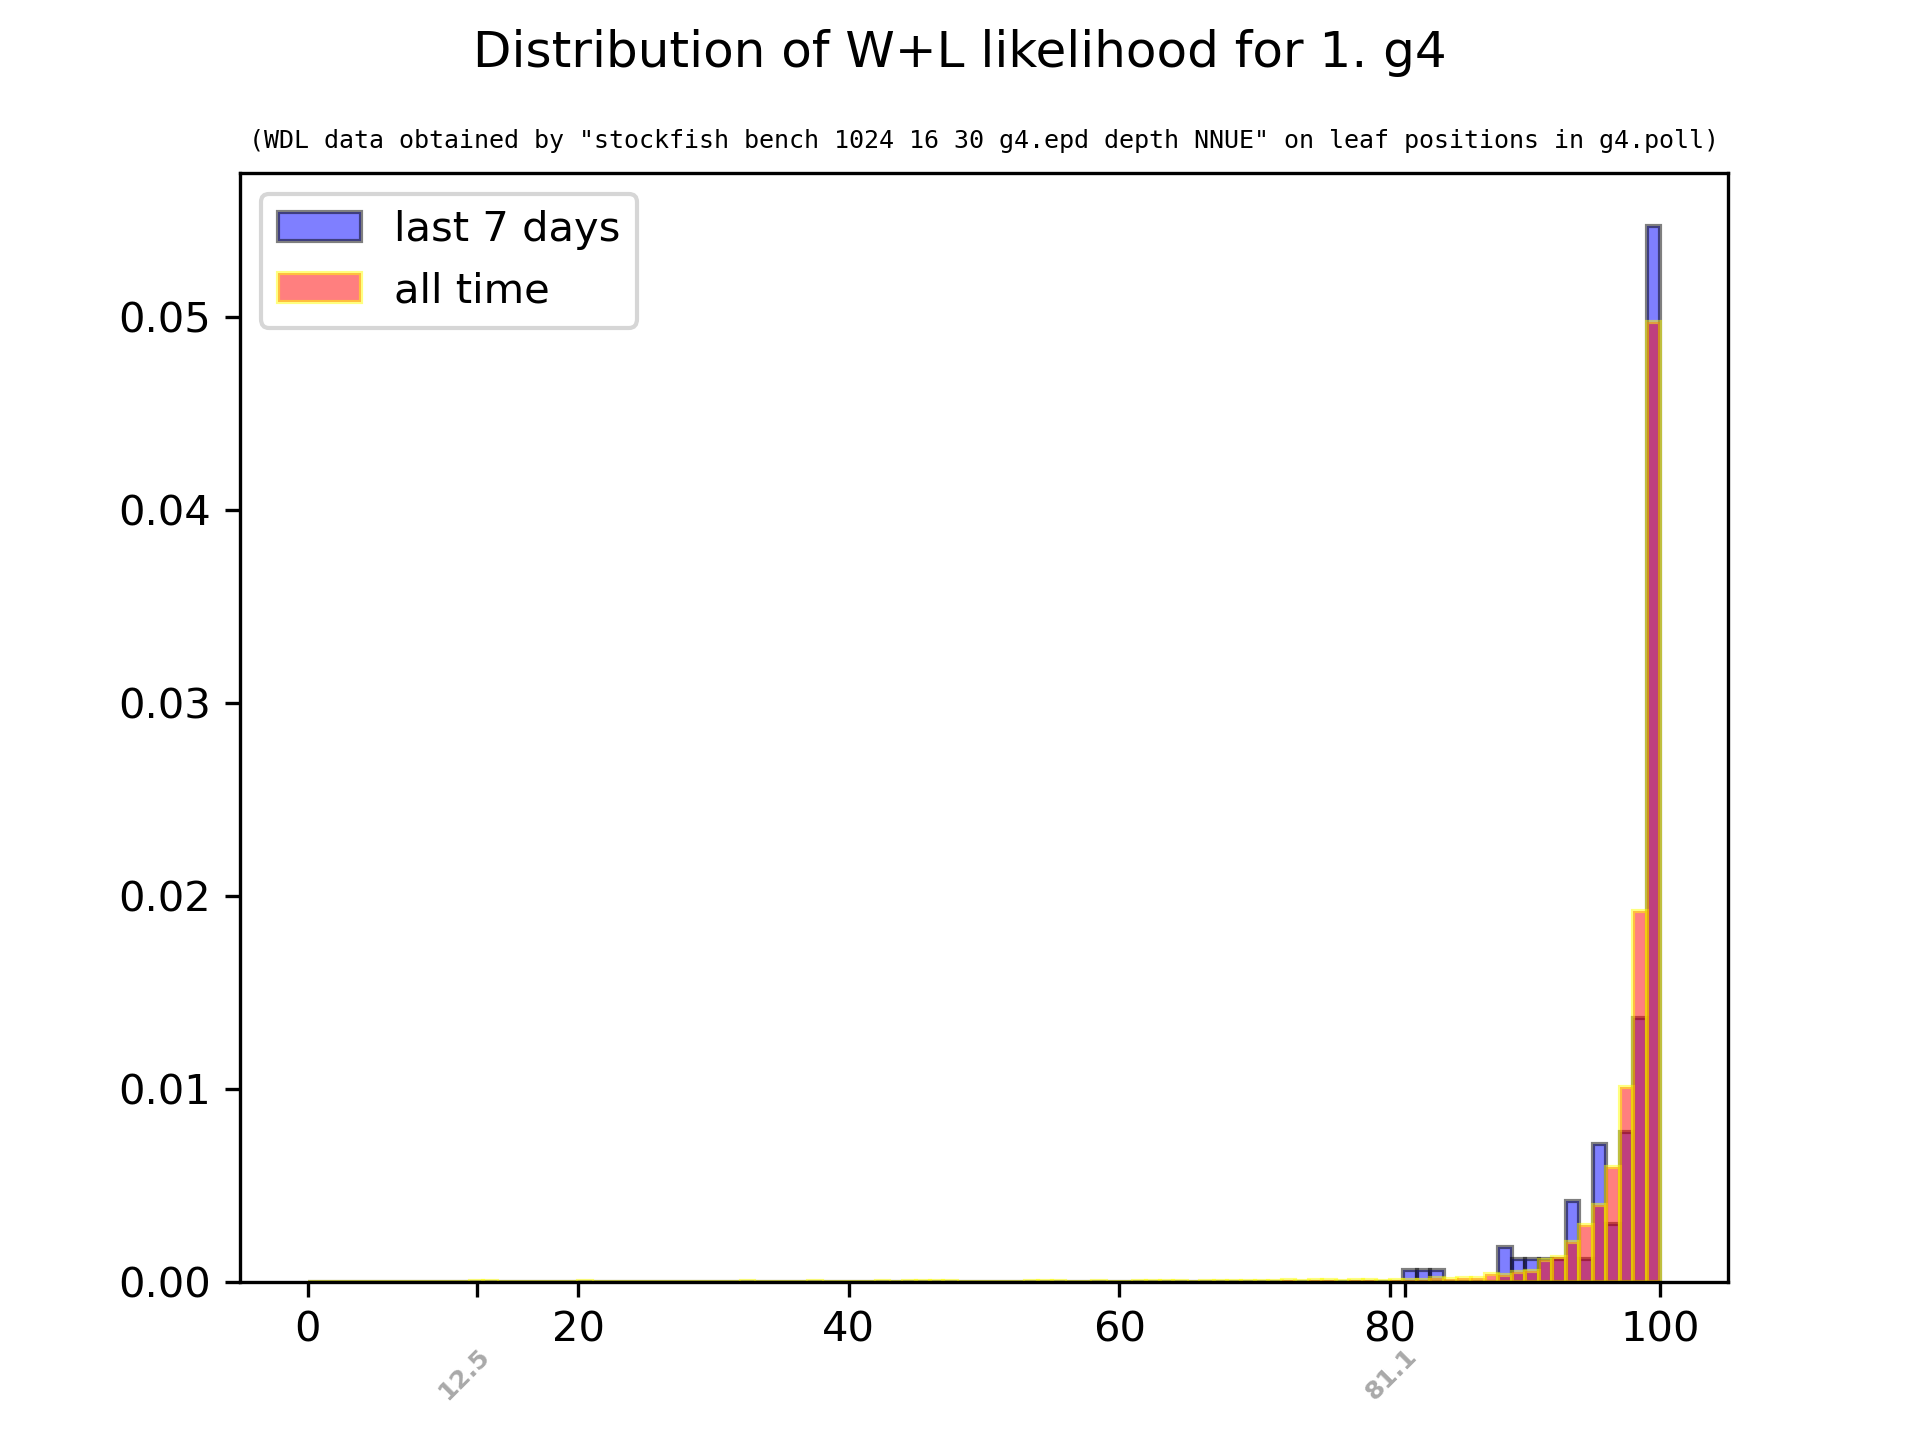 Distribution of W+L likelihood for 1. g4
(WDL data obtained by "stockfish bench 1024 16 30 g4.epd depth NNUE" on leaf positions in g4.poll)
last 7 days
all time
0.05
0.04
0.03
0.02
0.01
0.00
0 20 40 60 80 100
12.5 81.1